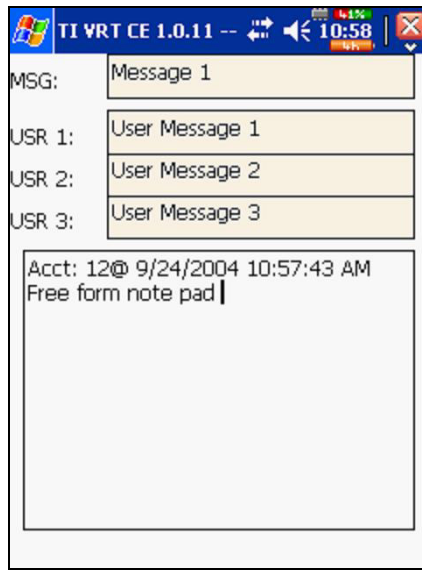 TI VRT CE 1.0.11 -- 10:58
41%
4h
MSG: Message 1
USR 1: User Message 1
USR 2: User Message 2
USR 3: User Message 3
Acct: 12@ 9/24/2004 10:57:43 AM
Free form note pad